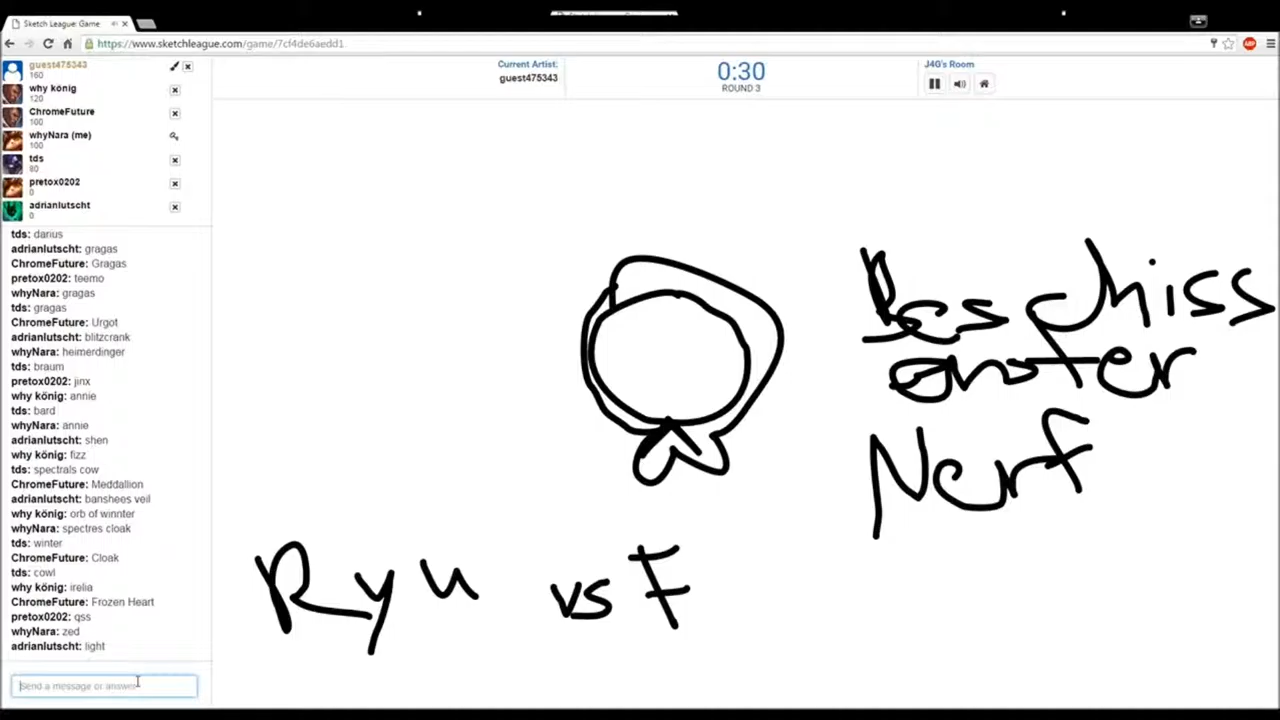 Sketch League: Game
https://www.sketchleague.com/game/7cf4de6aedd1
guest475343
160
why könig
120
ChromeFuture
100
whyNara (me)
100
tds
80
pretox0202
0
adrianlutscht
0
tds: darius
adrianlutscht: gragas
ChromeFuture: Gragas
pretox0202: teemo
whyNara: gragas
tds: gragas
ChromeFuture: Urgot
adrianlutscht: blitzcrank
whyNara: heimerdinger
tds: braum
pretox0202: jinx
why könig: annie
tds: bard
whyNara: annie
adrianlutscht: shen
why könig: fizz
tds: spectrals cow
ChromeFuture: Meddallion
adrianlutscht: banshees veil
why könig: orb of winnter
whyNara: spectres cloak
tds: winter
ChromeFuture: Cloak
tds: cowl
why könig: irelia
ChromeFuture: Frozen Heart
pretox0202: qss
whyNara: zed
adrianlutscht: light
Send a message or answer
Current Artist:
guest475343
0:30
ROUND 3
J4G's Room
ABP
Beschiss
enster
Nerf
Ryu vs F